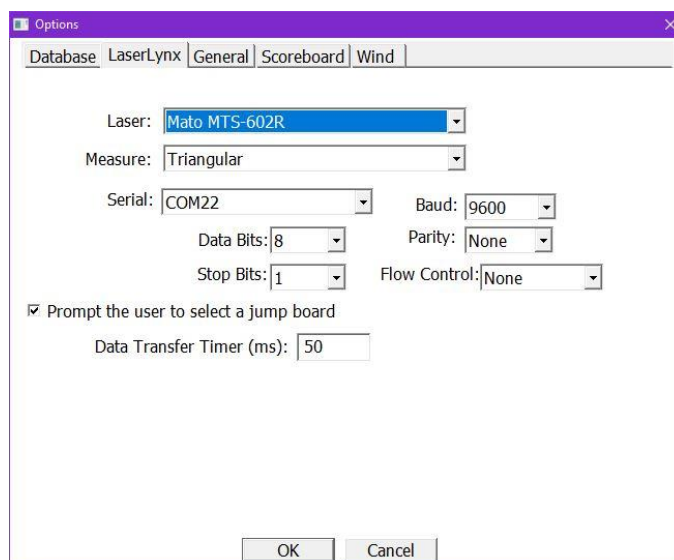 Options
Database LaserLynx General Scoreboard Wind
Laser: Mato MTS-602R
Measure: Triangular
Serial: COM22 Baud: 9600
Data Bits: 8 Parity: None
Stop Bits: 1 Flow Control: None
Prompt the user to select a jump board
Data Transfer Timer (ms): 50
OK Cancel